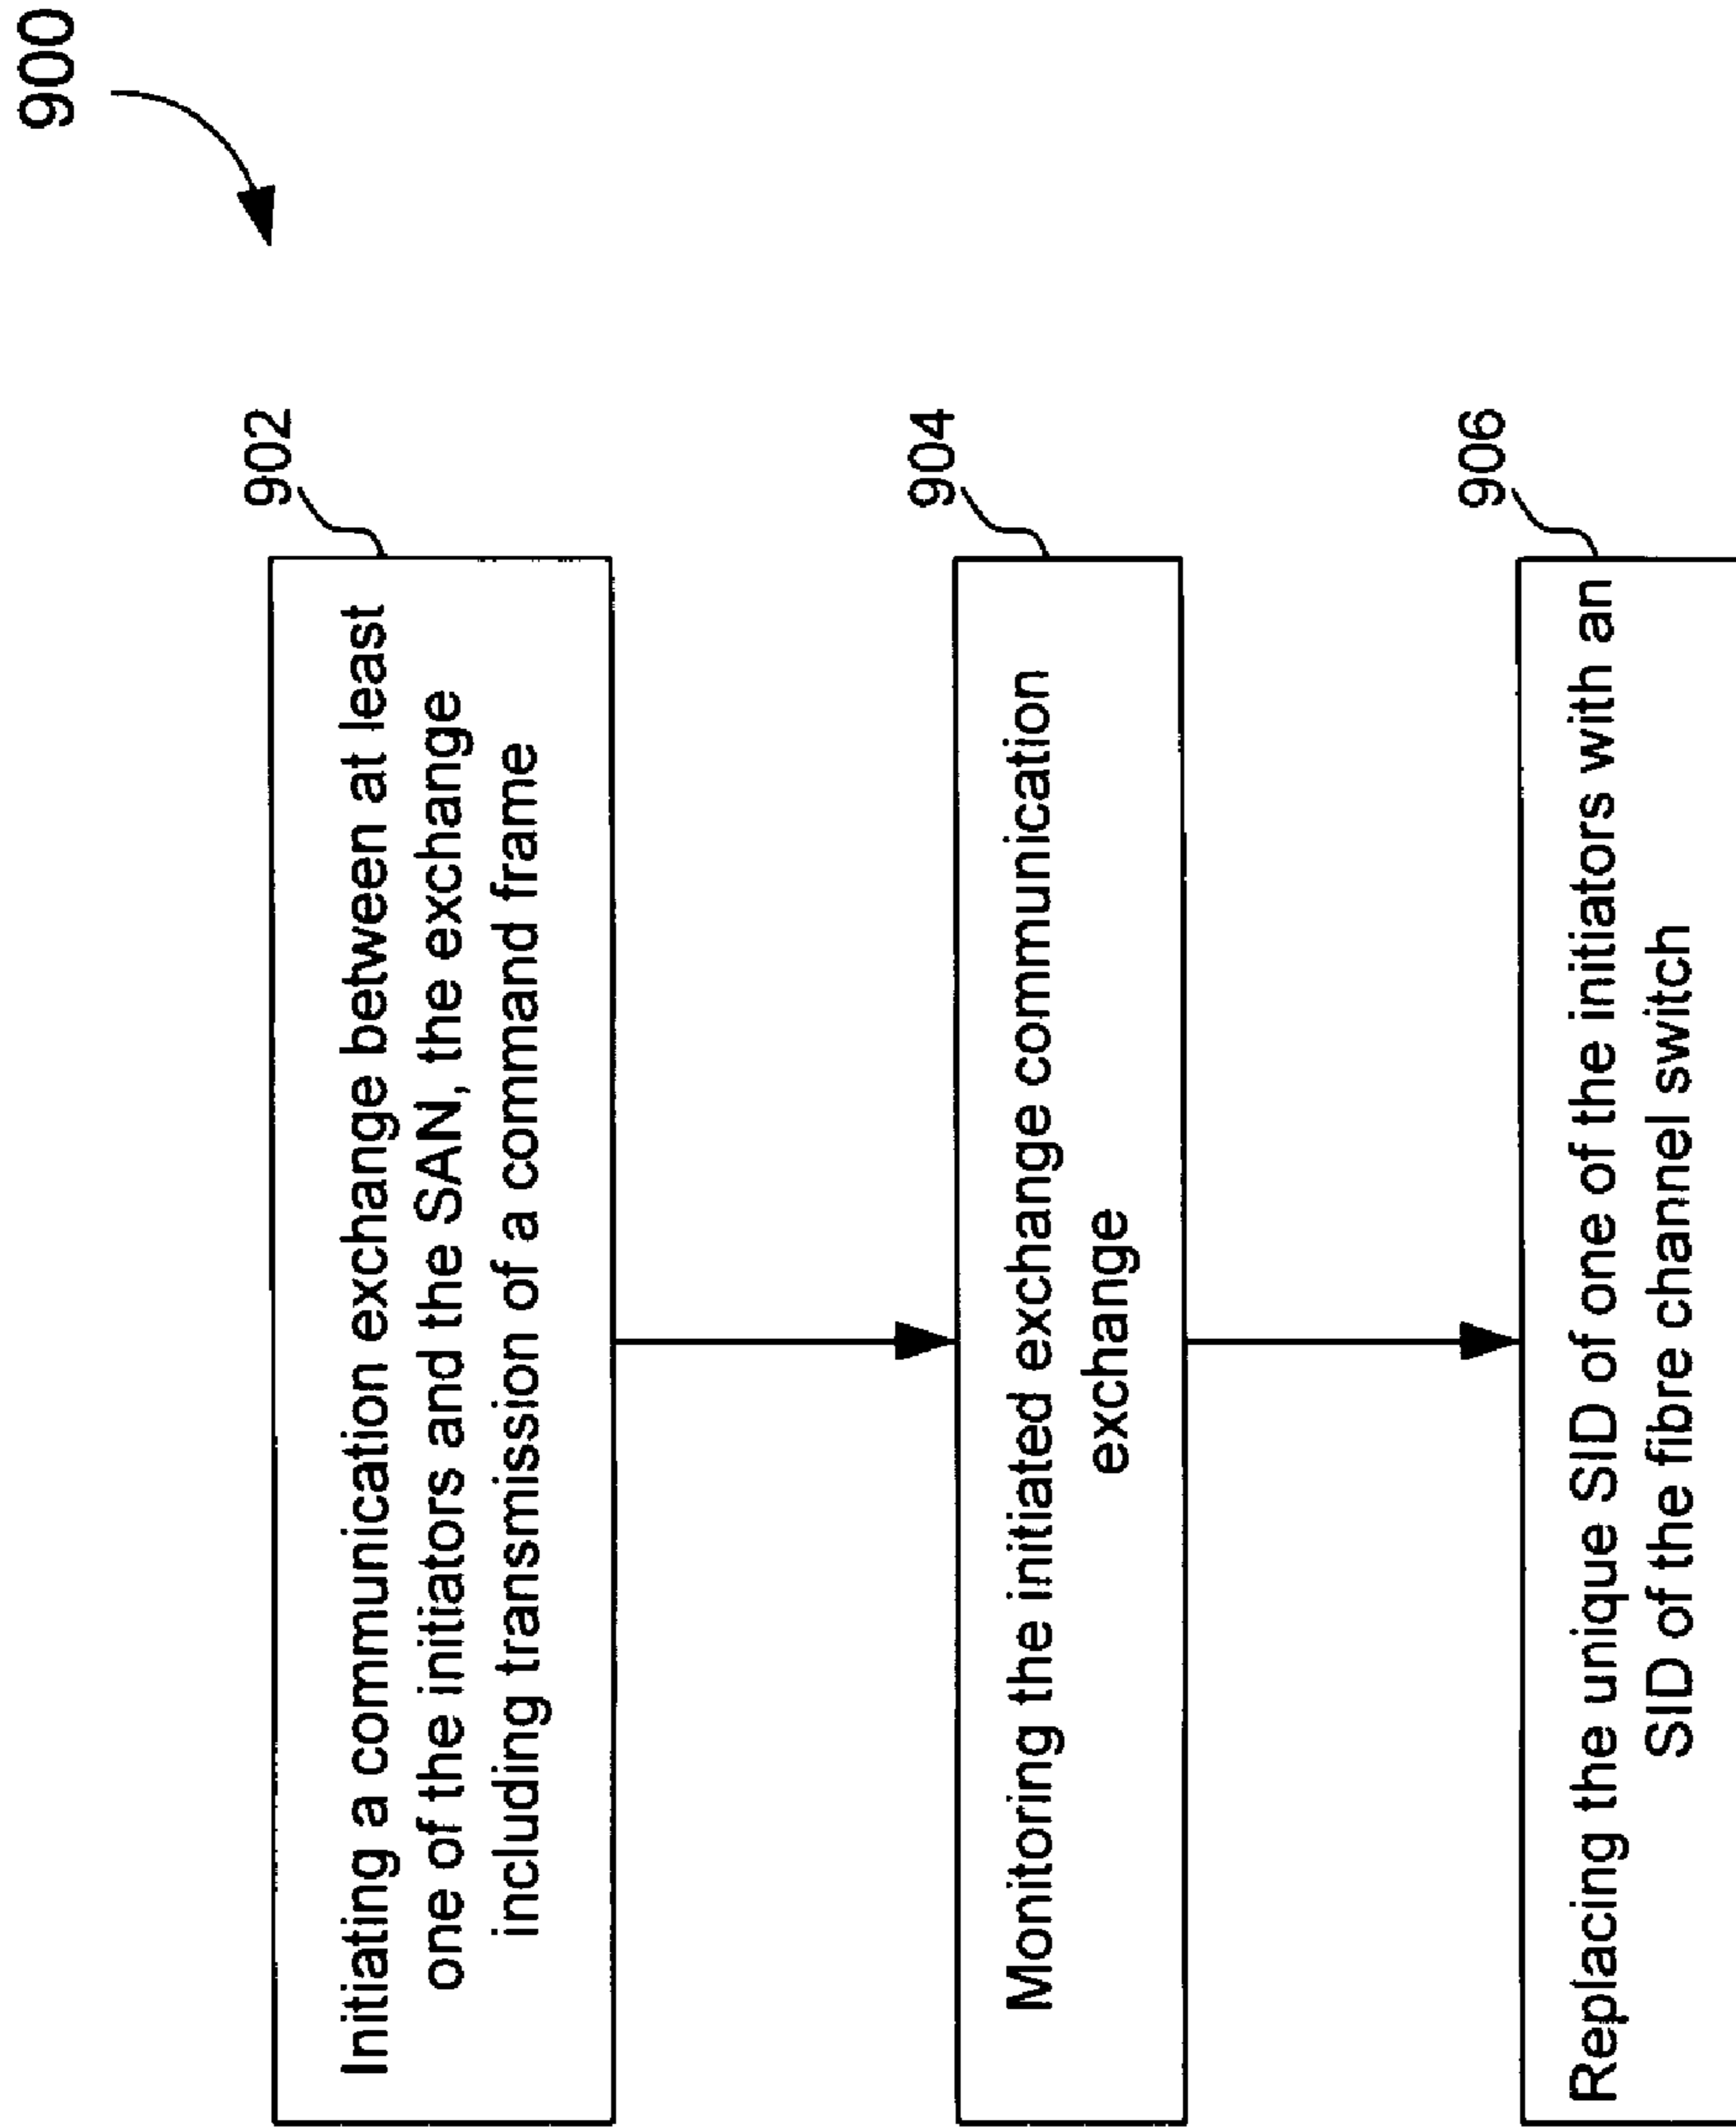 900
902
Initiating a communication exchange between at least
one of the initiators and the SAN, the exchange
including transmission of a command frame
904
Monitoring the initiated exchange communication
exchange
906
Replacing the unique SID of one of the initiators with an
SID of the fibre channel switch